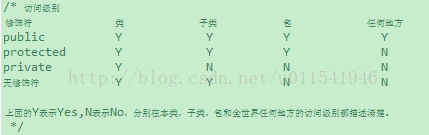 /* 访问级别
修饰符 类 子类 包 任何地方
public Y Y Y Y
protected Y Y Y N
private Y N N N
无修饰符 Y Y Y N
http://blog.csdn.net/u011541946
上面的Y表示Yes,N表示No。分别在本类，子类，包和全世界任何地方的访问级别都描述清楚。
*/